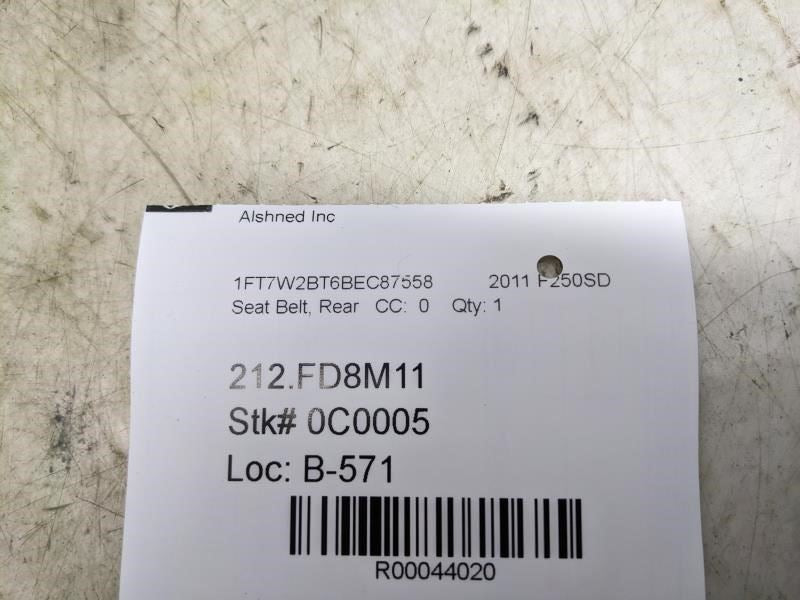 Alshned Inc
1FT7W2BT6BEC87558 2011 F250SD
Seat Belt, Rear CC: 0 Qty: 1
212.FD8M11
Stk# 0C0005
Loc: B-571
R00044020